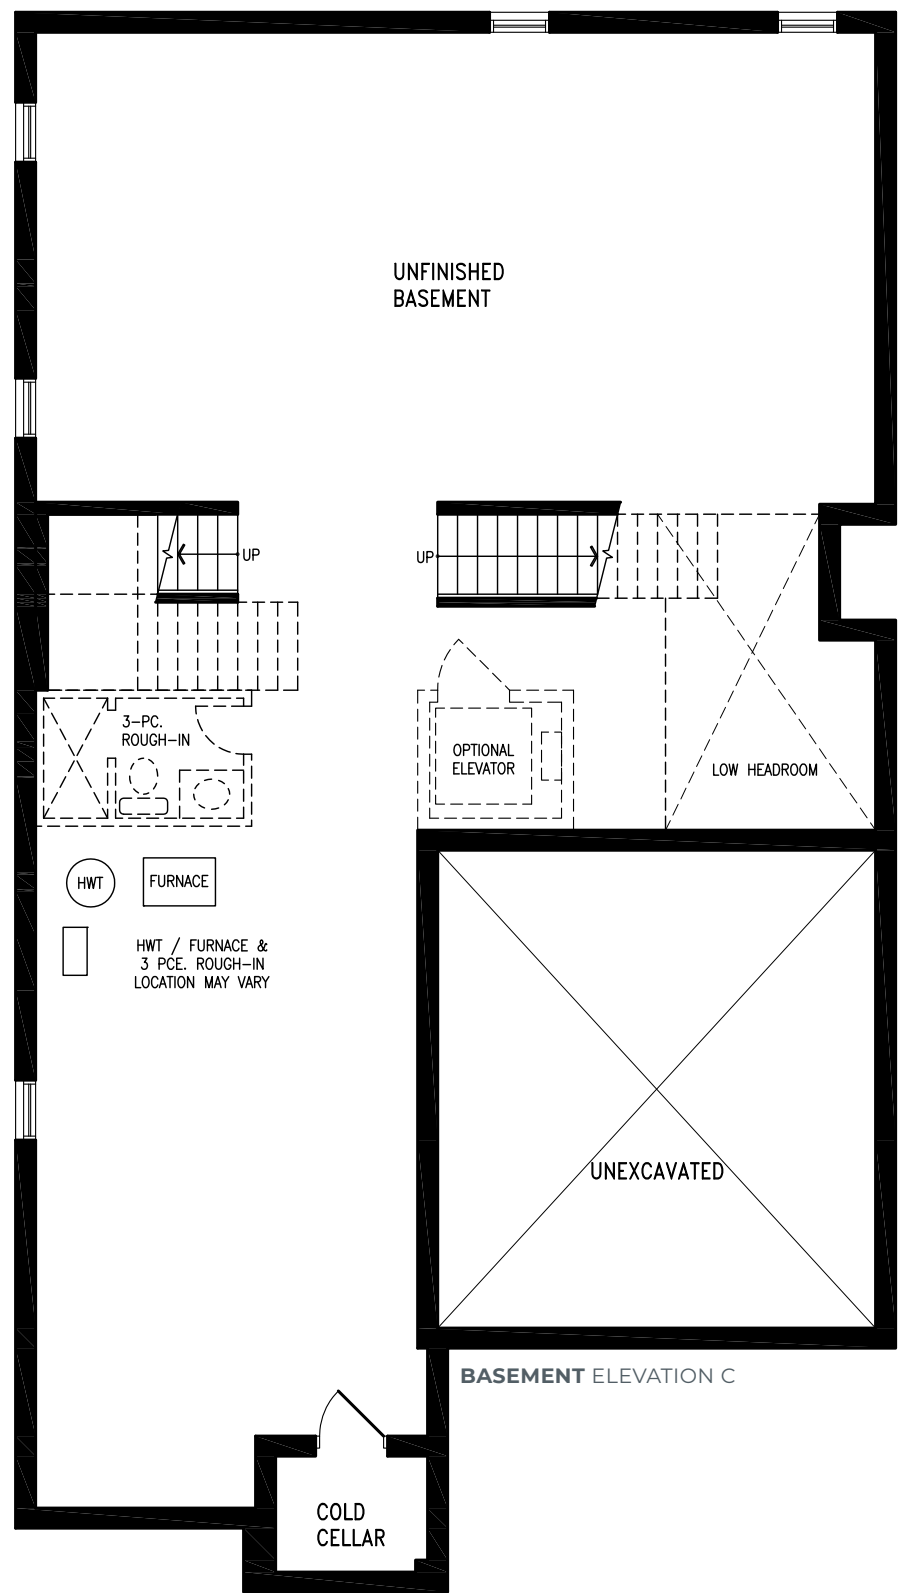 UNFINISHED
BASEMENT
UP
UP
3-PC.
ROUGH-IN
OPTIONAL
ELEVATOR
LOW HEADROOM
HWT
FURNACE
HWT / FURNACE &
3 PCE. ROUGH-IN
LOCATION MAY VARY
UNEXCAVATED
BASEMENT ELEVATION C
COLD
CELLAR